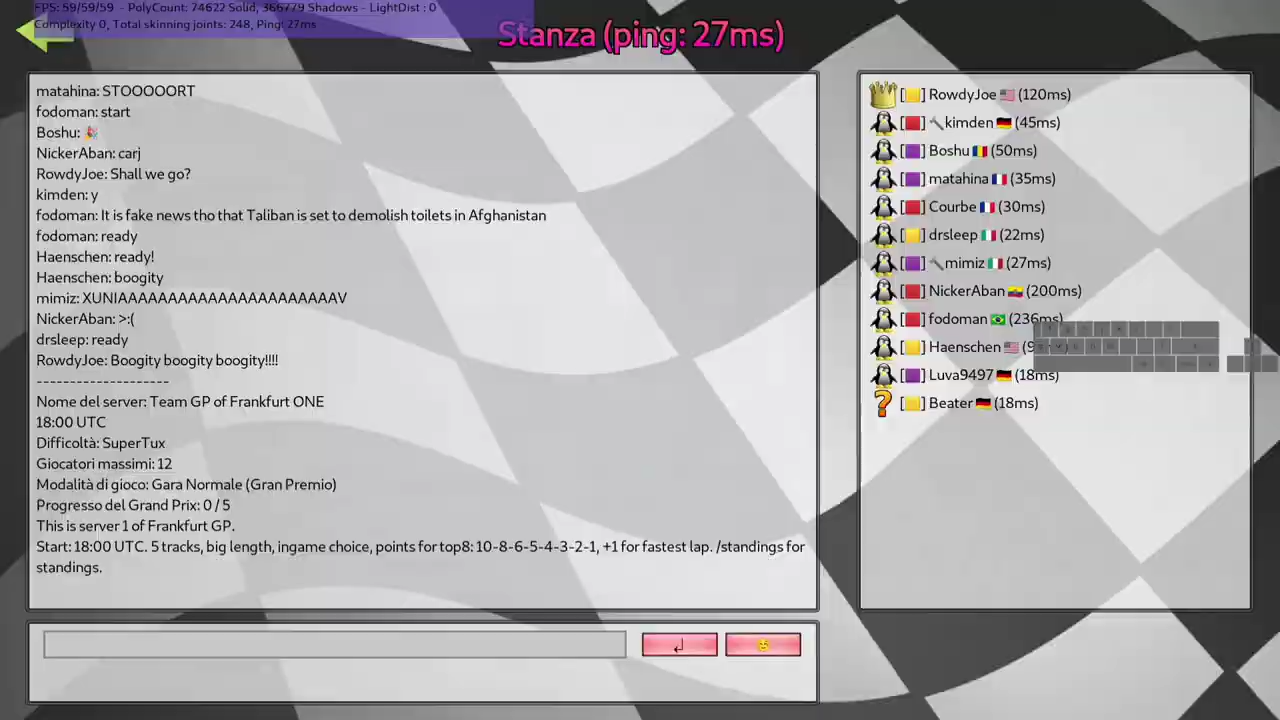 FPS: 59/59/59 - PolyCount: 74622 Solid, 366779 Shadows - LightDist : 0
Complexity 0, Total skinning joints: 248, Ping: 27ms
Stanza (ping: 27ms)
matahina: STOOOOORT
fodoman: start
Boshu: 🎉
NickerAban: carj
RowdyJoe: Shall we go?
kimden: y
fodoman: It is fake news tho that Taliban is set to demolish toilets in Afghanistan
fodoman: ready
Haenschen: ready!
Haenschen: boogity
mimiz: XUNIAAAAAAAAAAAAAAAAAAAAAAV
NickerAban: >:(
drsleep: ready
RowdyJoe: Boogity boogity boogity!!!!
--------------------
Nome del server: Team GP of Frankfurt ONE
18:00 UTC
Difficoltà: SuperTux
Giocatori massimi: 12
Modalità di gioco: Gara Normale (Gran Premio)
Progresso del Grand Prix: 0 / 5
This is server 1 of Frankfurt GP.
Start: 18:00 UTC. 5 tracks, big length, ingame choice, points for top8: 10-8-6-5-4-3-2-1, +1 for fastest lap. /standings for
standings.
[🟨] RowdyJoe 🇺🇸 (120ms)
[🟥] 🔨kimden 🇩🇪 (45ms)
[🟪] Boshu 🇷🇴 (50ms)
[🟪] matahina 🇫🇷 (35ms)
[🟥] Courbe 🇫🇷 (30ms)
[🟨] drsleep 🇮🇹 (22ms)
[🟪] 🔨mimiz 🇮🇹 (27ms)
[🟥] NickerAban 🇪🇨 (200ms)
[🟥] fodoman 🇧🇷 (236ms)
[🟨] Haenschen 🇺🇸
[🟪] Luva9497 🇩🇪 (18ms)
[🟨] Beater 🇩🇪 (18ms)